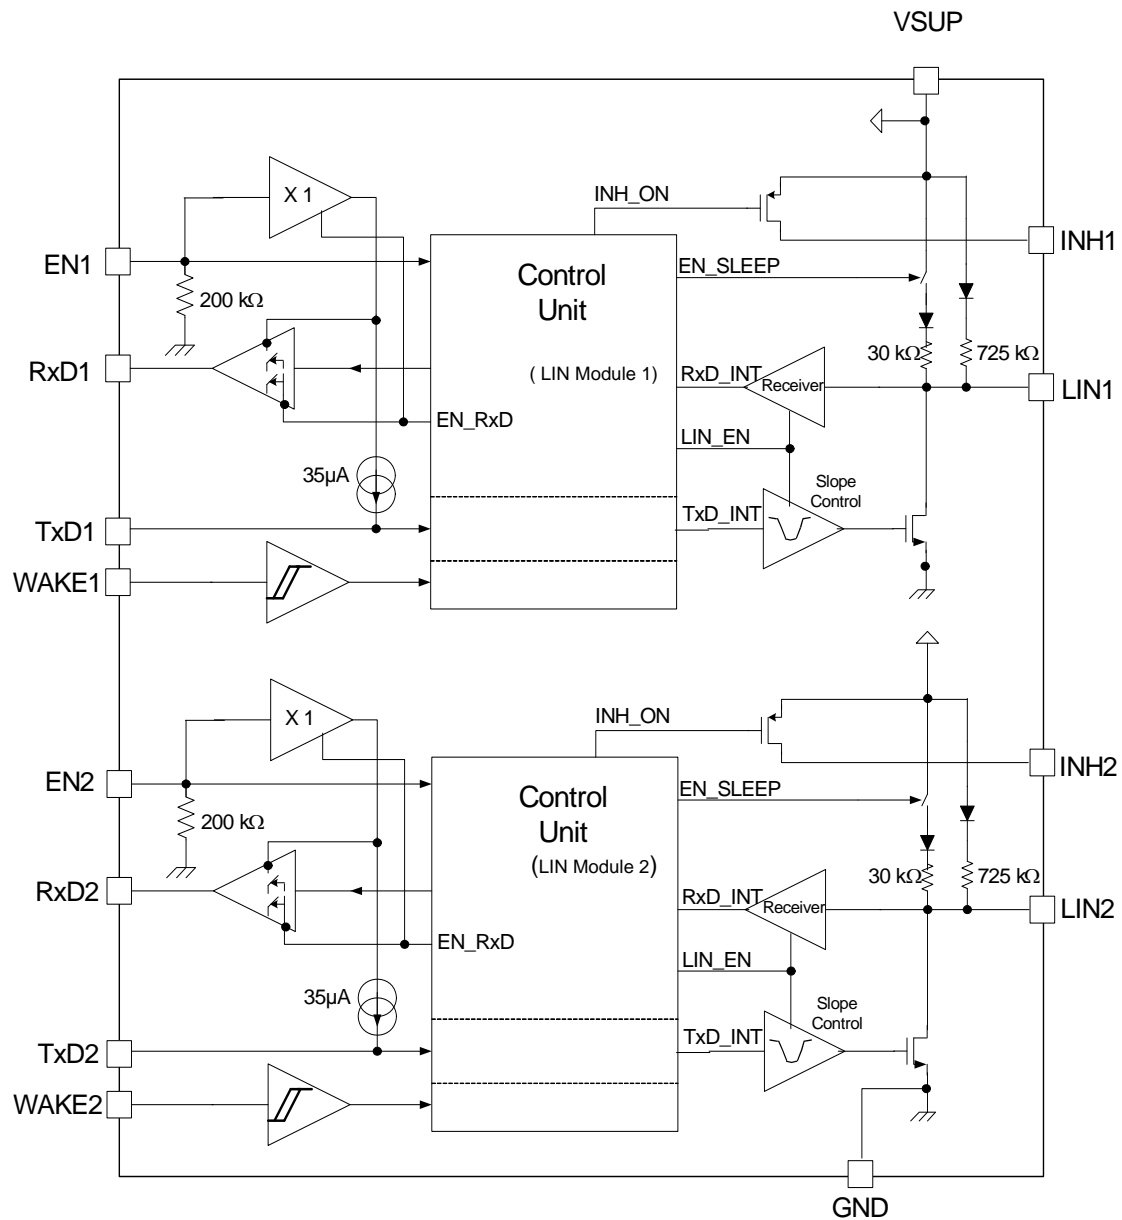 VSUP
X 1
INH_ON
INH1
EN1
Control
Unit
EN_SLEEP
200 kΩ
30 kΩ
725 kΩ
RxD1
( LIN Module 1)
RxD_INT
Receiver
LIN1
EN_RxD
LIN_EN
35µA
Slope
Control
TxD1
TxD_INT
WAKE1
X 1
INH_ON
INH2
EN2
Control
Unit
EN_SLEEP
200 kΩ
(LIN Module 2)
30 kΩ
725 kΩ
RxD2
RxD_INT
Receiver
LIN2
EN_RxD
LIN_EN
35µA
Slope
Control
TxD2
TxD_INT
WAKE2
GND